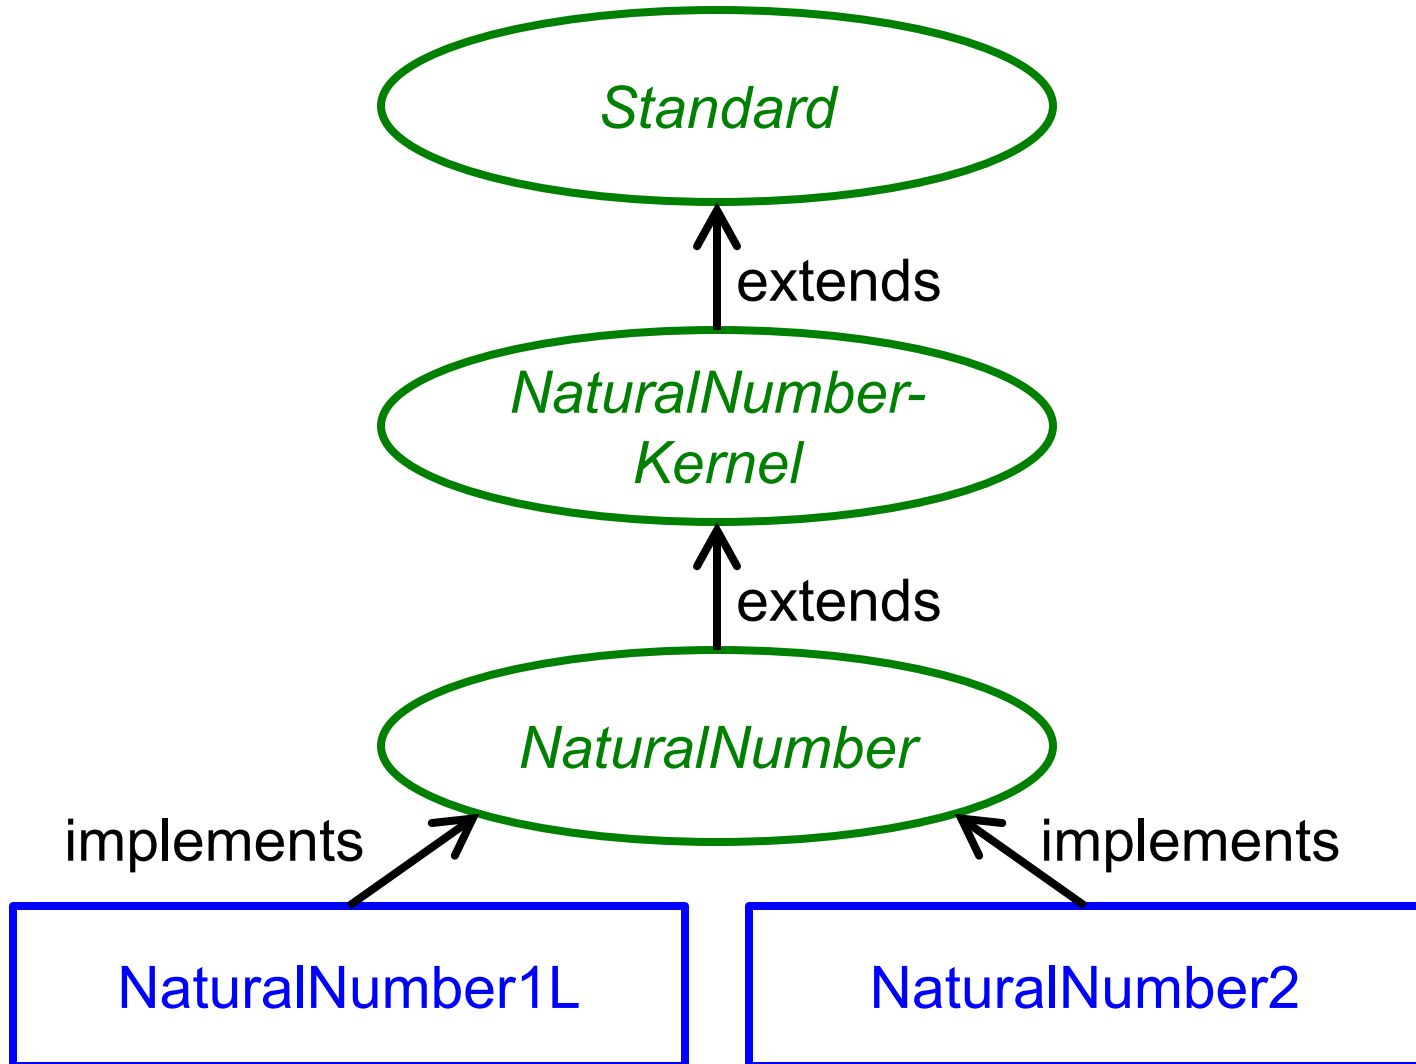 Standard
extends
NaturalNumber-
Kernel
extends
NaturalNumber
implements
implements
NaturalNumber1L
NaturalNumber2